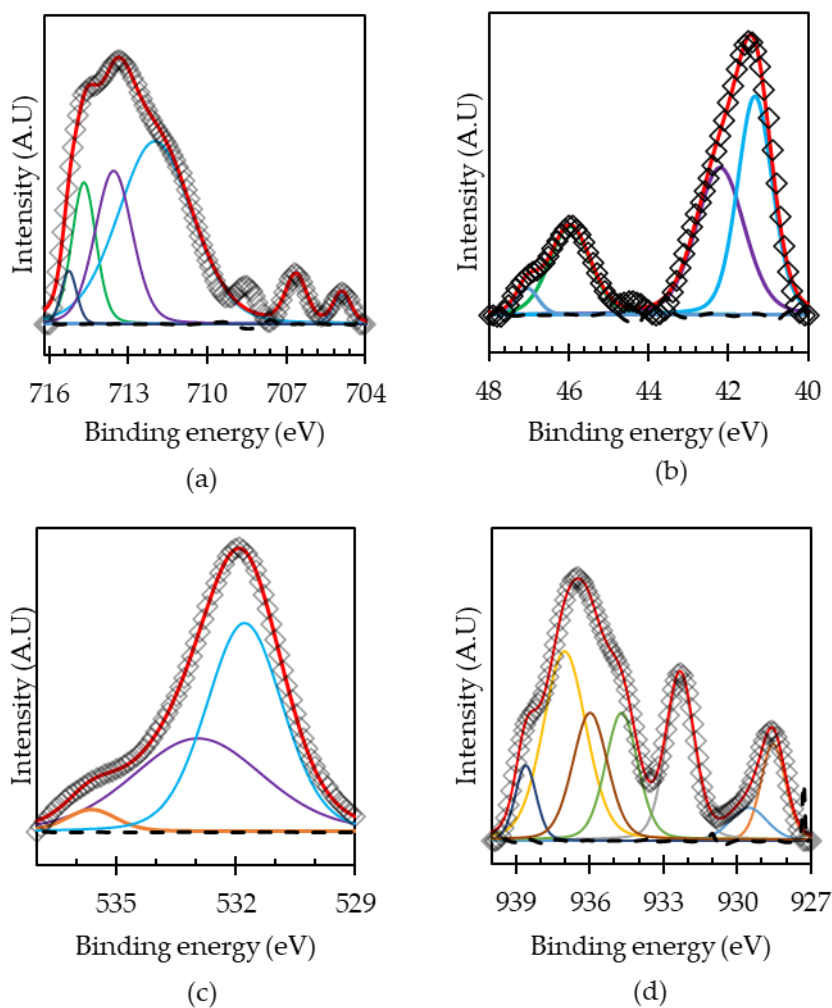 Intensity (A.U)
716 713 710 707 704
Binding energy (eV)
(a)
Intensity (A.U)
48 46 44 42 40
Binding energy (eV)
(b)
Intensity (A.U)
535 532 529
Binding energy (eV)
(c)
Intensity (A.U)
939 936 933 930 927
Binding energy (eV)
(d)